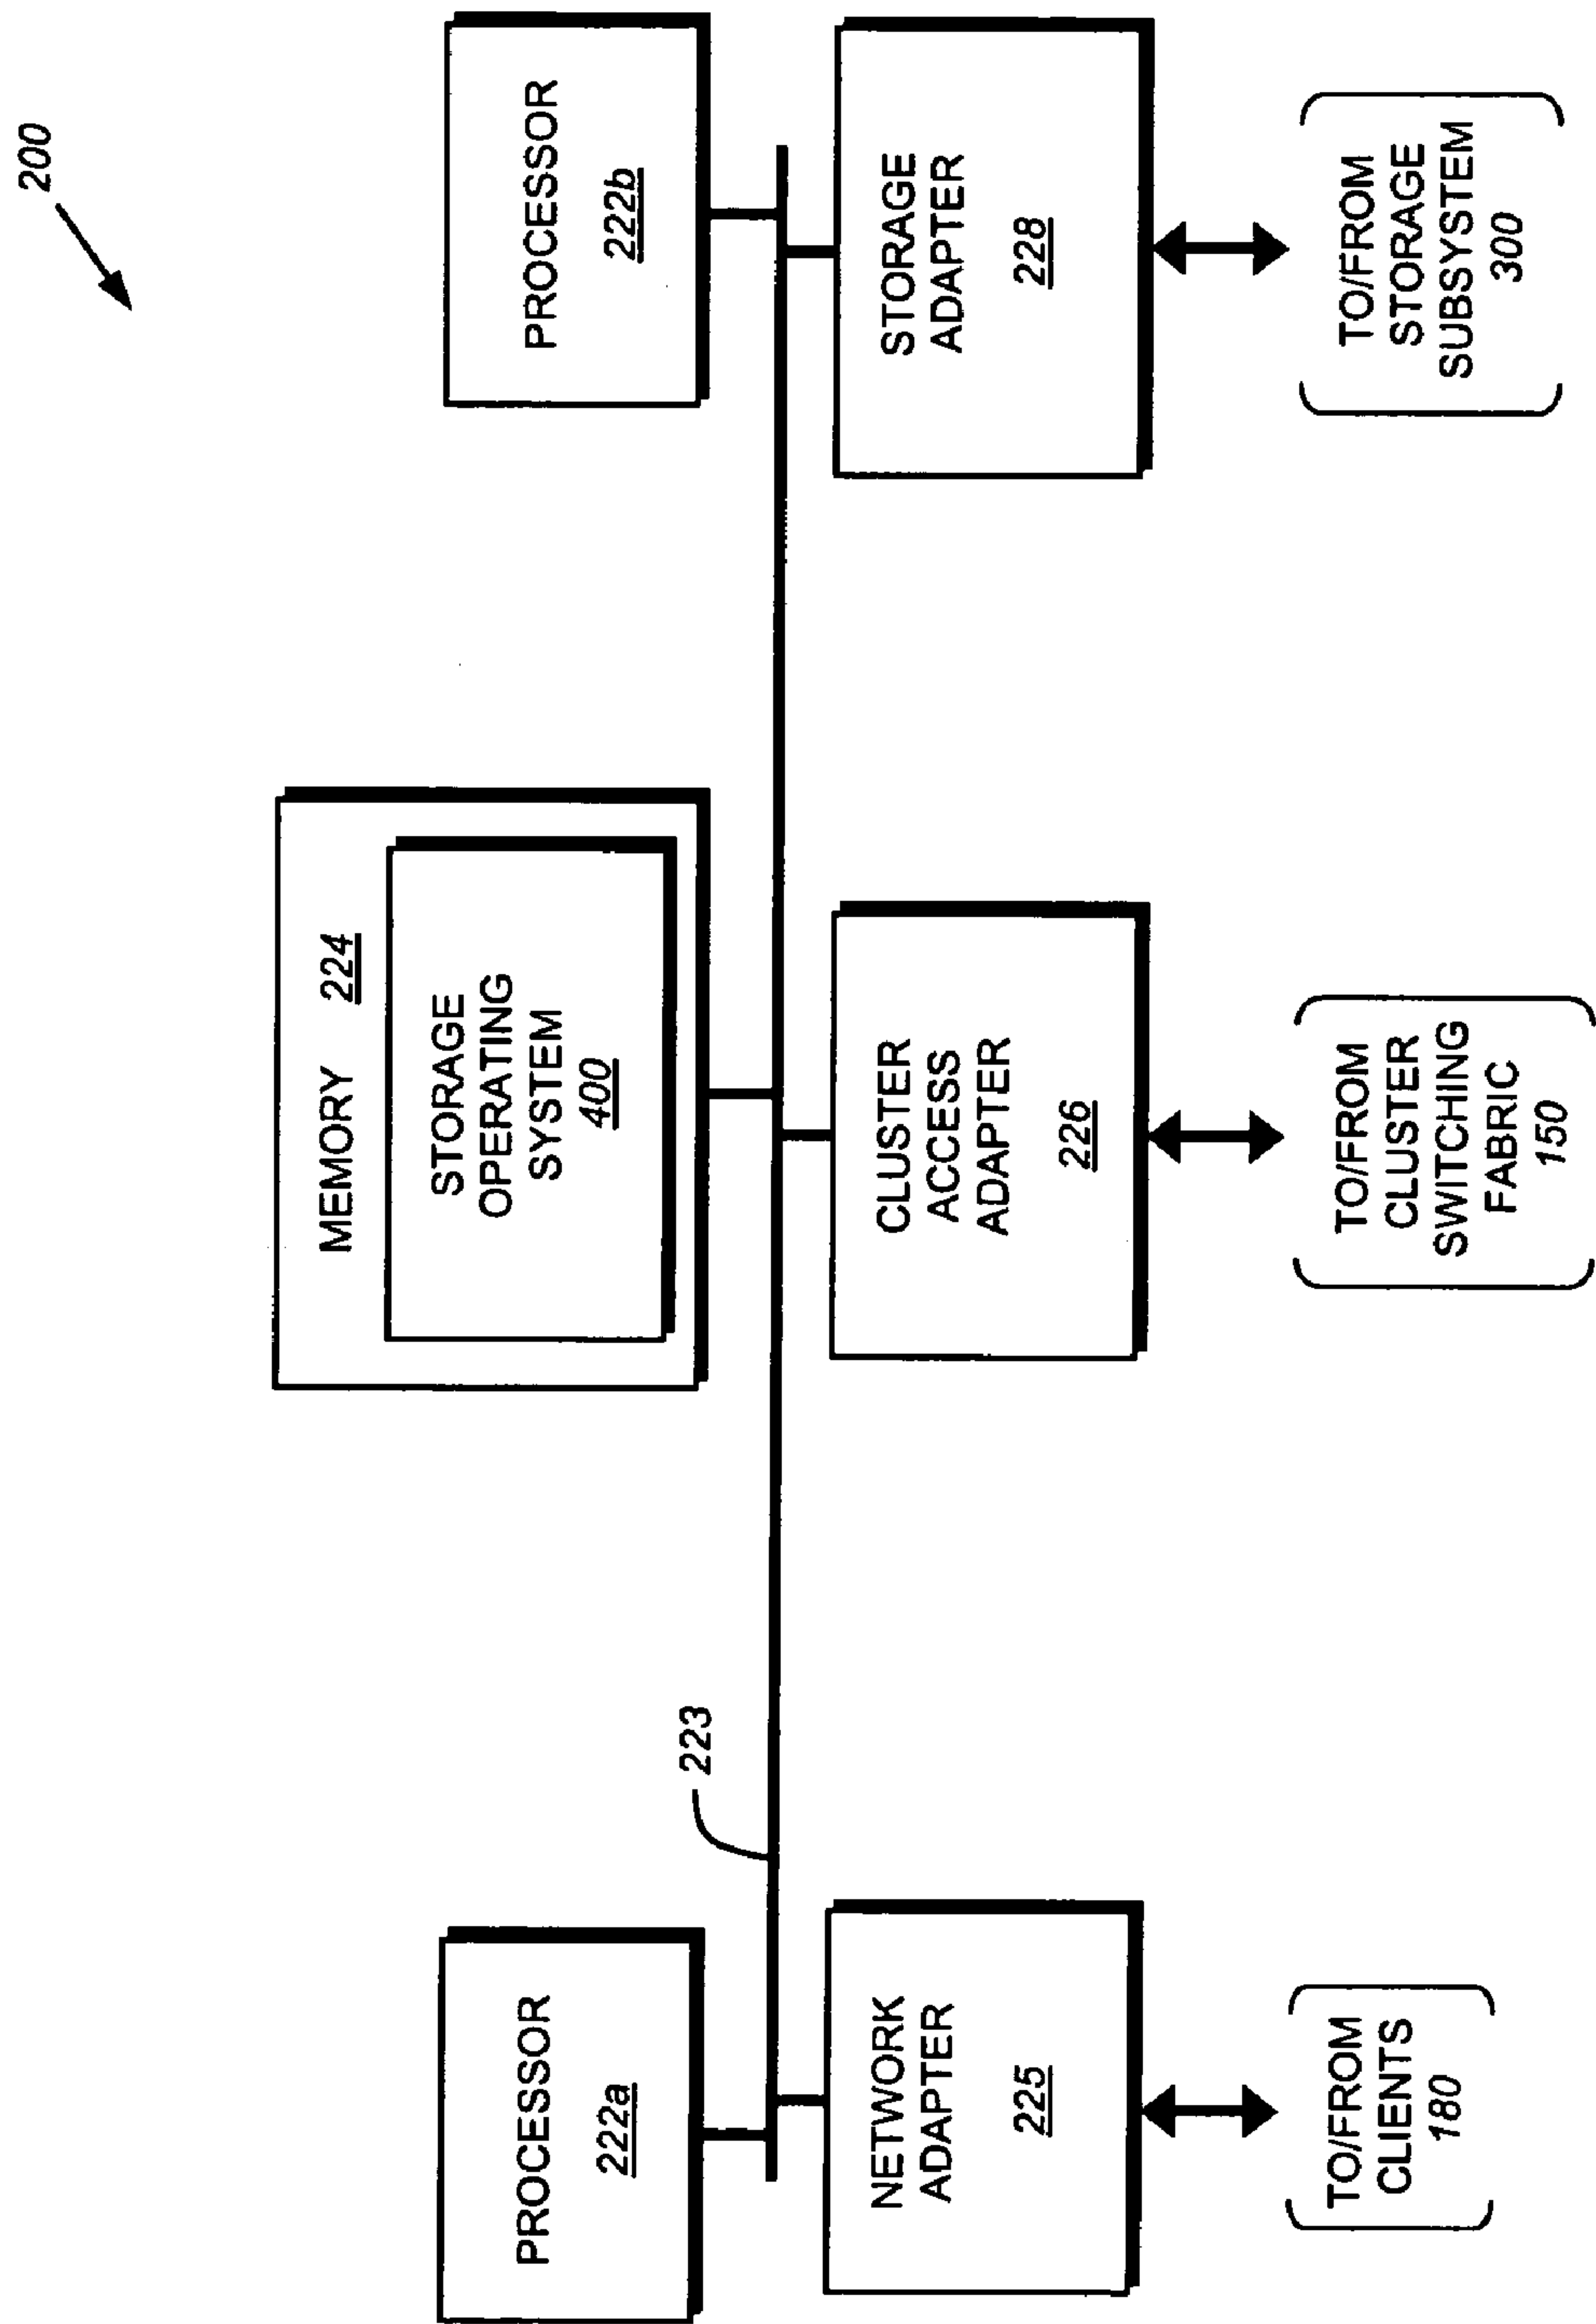 200
PROCESSOR
222a
MEMORY 224
STORAGE
OPERATING
SYSTEM
400
PROCESSOR
222b
223
NETWORK
ADAPTER
225
CLUSTER
ACCESS
ADAPTER
226
STORAGE
ADAPTER
228
TO/FROM
CLIENTS
180
TO/FROM
CLUSTER
SWITCHING
FABRIC
150
TO/FROM
STORAGE
SUBSYSTEM
300